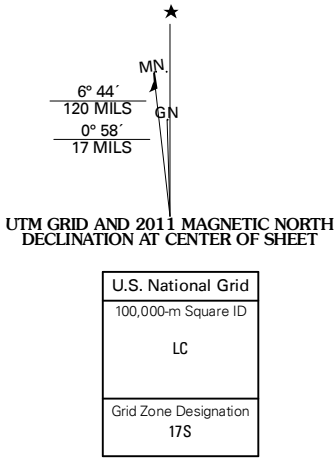 ★
MN.
6° 44´
120 MILS
GN
0° 58´
17 MILS
UTM GRID AND 2011 MAGNETIC NORTH
DECLINATION AT CENTER OF SHEET
U.S. National Grid
100,000-m Square ID
LC
Grid Zone Designation
17S